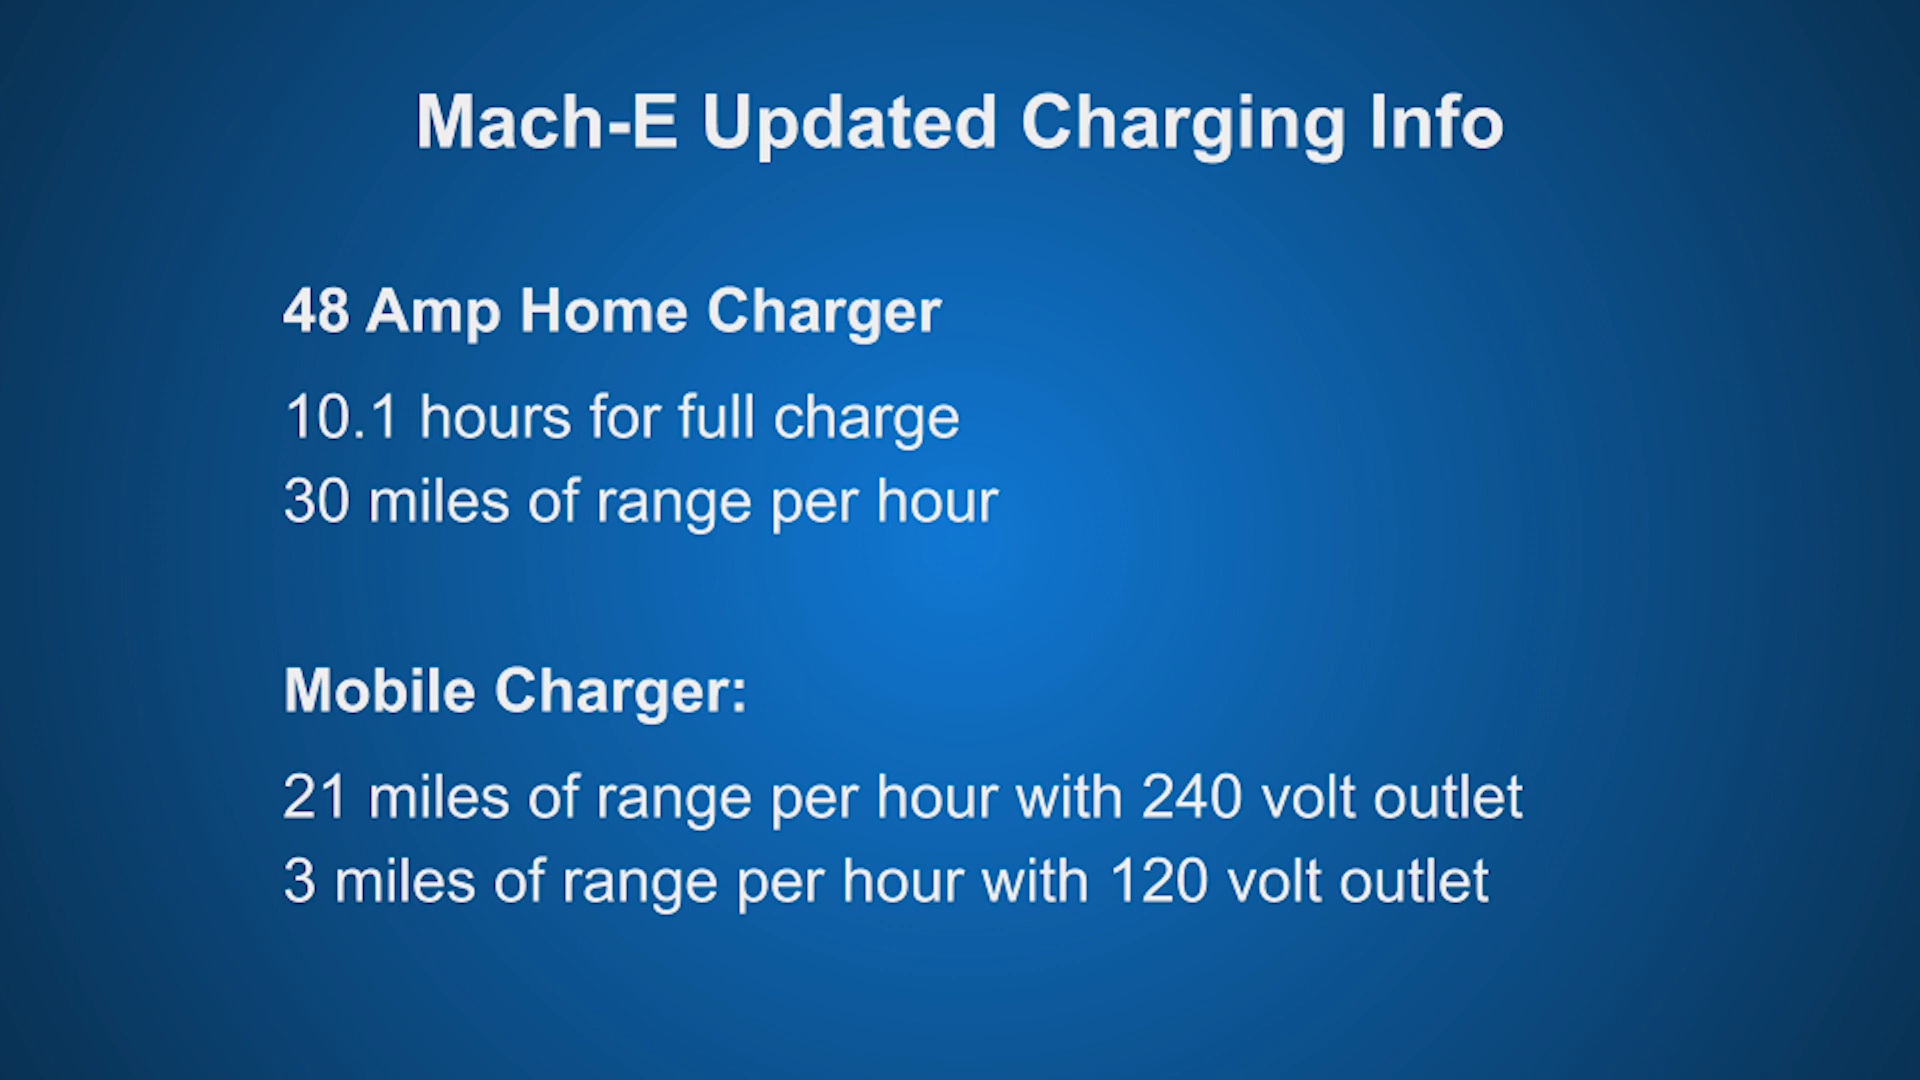 Mach-E Updated Charging Info
48 Amp Home Charger
10.1 hours for full charge
30 miles of range per hour
Mobile Charger:
21 miles of range per hour with 240 volt outlet
3 miles of range per hour with 120 volt outlet